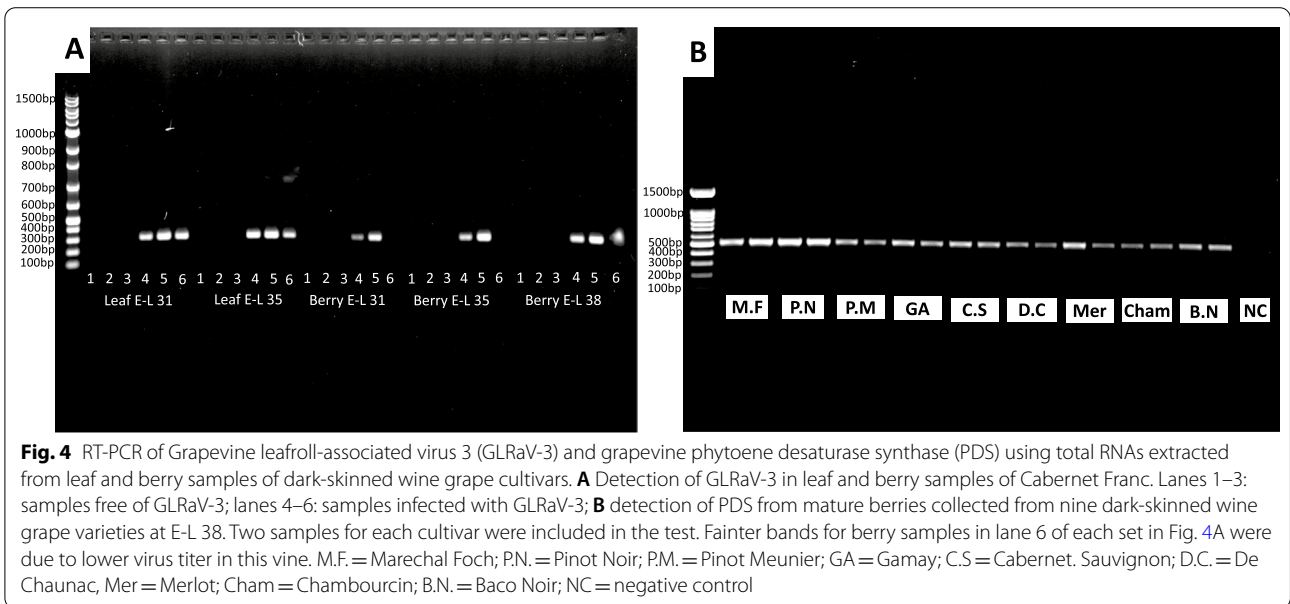 A
1500bp
1000bp
900bp
800bp
700bp
600bp
500bp
400bp
300bp
200bp
100bp
1 2 3 4 5 6 1 2 3 4 5 6 1 2 3 4 5 6 1 2 3 4 5 6 1 2 3 4 5 6
Leaf E-L 31 Leaf E-L 35 Berry E-L 31 Berry E-L 35 Berry E-L 38
B
1500bp
1000bp
500bp
400bp
300bp
200bp
100bp
M.F P.N P.M GA C.S D.C Mer Cham B.N NC
Fig. 4 RT-PCR of Grapevine leafroll-associated virus 3 (GLRaV-3) and grapevine phytoene desaturase synthase (PDS) using total RNAs extracted
from leaf and berry samples of dark-skinned wine grape cultivars. A Detection of GLRaV-3 in leaf and berry samples of Cabernet Franc. Lanes 1–3:
samples free of GLRaV-3; lanes 4–6: samples infected with GLRaV-3; B detection of PDS from mature berries collected from nine dark-skinned wine
grape varieties at E-L 38. Two samples for each cultivar were included in the test. Fainter bands for berry samples in lane 6 of each set in Fig. 4A were
due to lower virus titer in this vine. M.F. = Marechal Foch; P.N. = Pinot Noir; P.M. = Pinot Meunier; GA = Gamay; C.S = Cabernet. Sauvignon; D.C. = De
Chaunac, Mer = Merlot; Cham = Chambourcin; B.N. = Baco Noir; NC = negative control